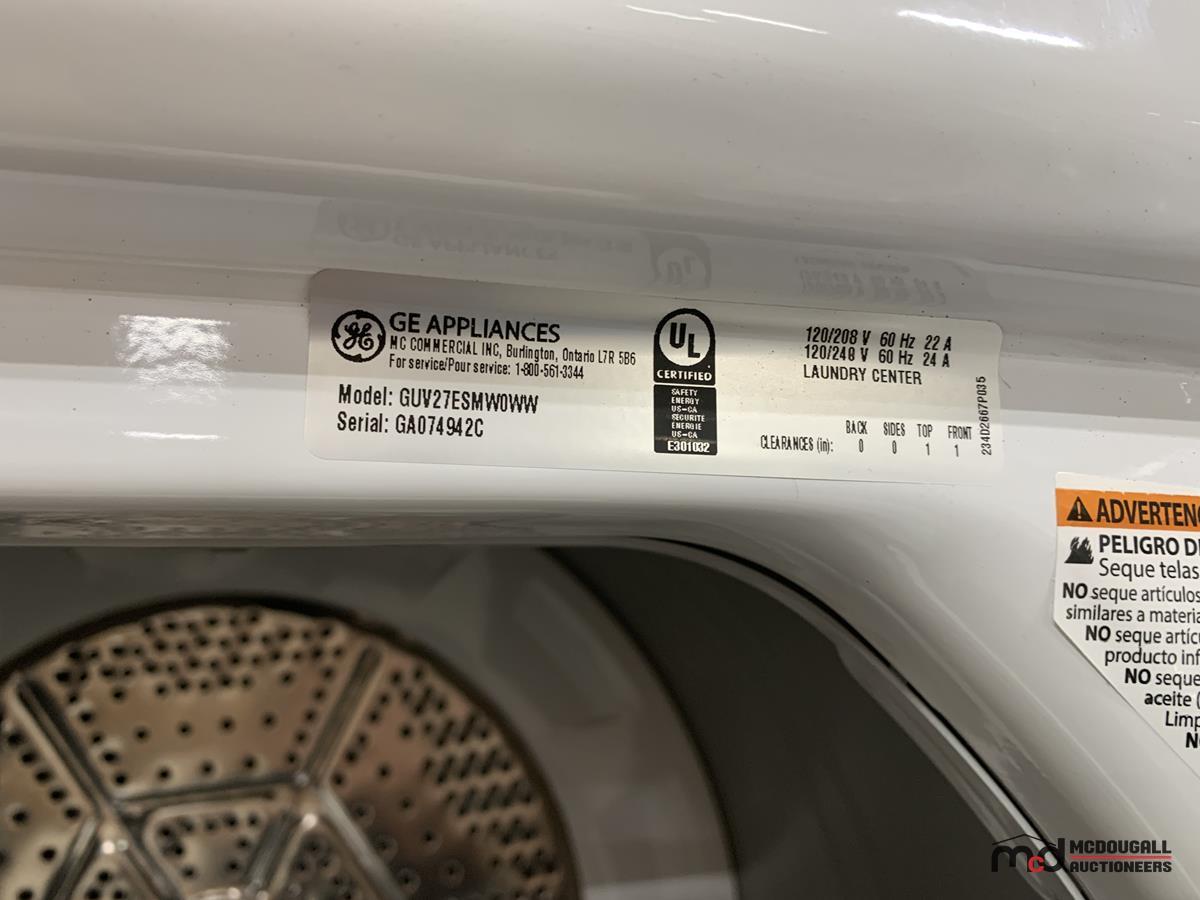 GE APPLIANCES
MC COMMERCIAL INC, Burlington, Ontario L7R 5B6
For service/Pour service: 1-800-561-3344
Model: GUV27ESMW0WW
Serial: GA074942C
UL
CERTIFIED
SAFETY
ENERGY
US-CA
SECURITE
ENERGIE
US-CA
E301032
120/208 V 60 Hz 22 A
120/240 V 60 Hz 24 A
LAUNDRY CENTER
BACK SIDES TOP FRONT
CLEARANCES (in): 0 0 1 1
234D2667P035
ADVERTENC
PELIGRO D
Seque telas
NO seque artículos
similares a materia
NO seque artícu
producto inf
NO seque
aceite (
Limp
mcd MCDOUGALL
AUCTIONEERS